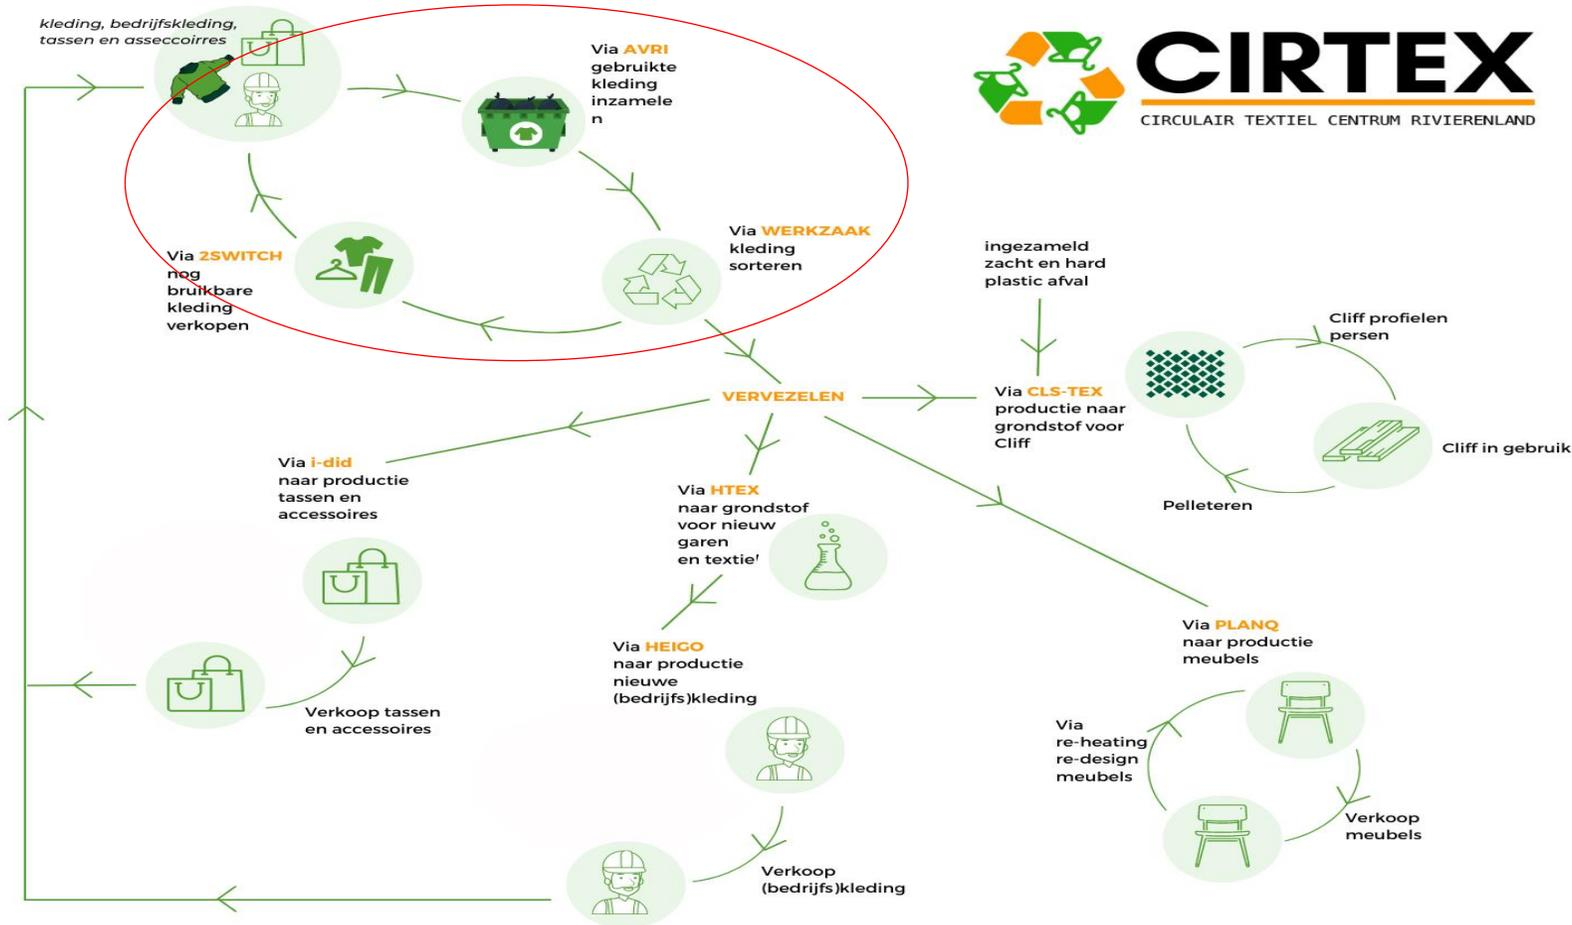 kleding, bedrijfskleding,
tassen en asseccoirres
Via AVRI
gebruikte
kleding
inzamele
n
CIRTEX
CIRCULAIR TEXTIEL CENTRUM RIVIERENLAND
Via WERKZAAK
kleding
sorteren
Via 2SWITCH
nog
bruikbare
kleding
verkopen
ingezameld
zacht en hard
plastic afval
Cliff profielen
persen
VERVEZELEN
Via CLS-TEX
productie naar
grondstof voor
Cliff
Cliff in gebruik
Pelleteren
Via i-did
naar productie
tassen en
accessoires
Via HTEX
naar grondstof
voor nieuw
garen
en textie'
Via HEIGO
naar productie
nieuwe
(bedrijfs)kleding
Via PLANQ
naar productie
meubels
Verkoop tassen
en accessoires
Via
re-heating
re-design
meubels
Verkoop
meubels
Verkoop
(bedrijfs)kleding